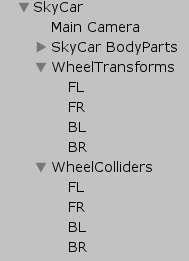 SkyCar
Main Camera
SkyCar BodyParts
WheelTransforms
FL
FR
BL
BR
WheelColliders
FL
FR
BL
BR